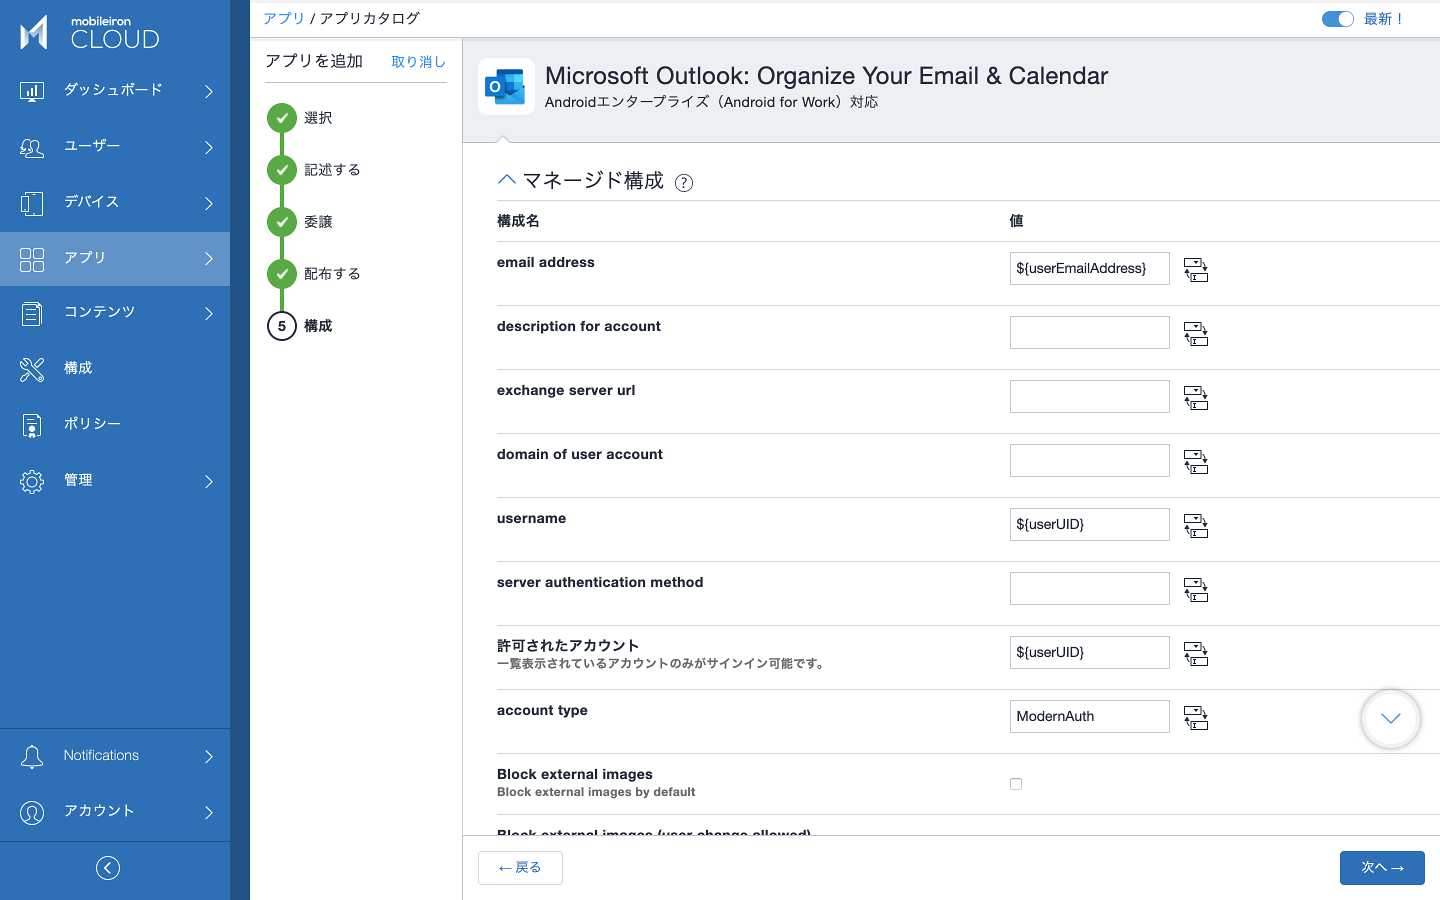 mobileiron
CLOUD
ダッシュボード
ユーザー
デバイス
アプリ
コンテンツ
構成
ポリシー
管理
Notifications
アカウント
アプリ / アプリカタログ
最新！
アプリを追加
取り消し
選択
記述する
委譲
配布する
5 構成
Microsoft Outlook: Organize Your Email & Calendar
Androidエンタープライズ（Android for Work）対応
マネージド構成 ?
構成名 値
email address ${userEmailAddress}
description for account
exchange server url
domain of user account
username ${userUID}
server authentication method
許可されたアカウント ${userUID}
一覧表示されているアカウントのみがサインイン可能です。
account type ModernAuth
Block external images
Block external images by default
Block external images (user change allowed)
←戻る
次へ→